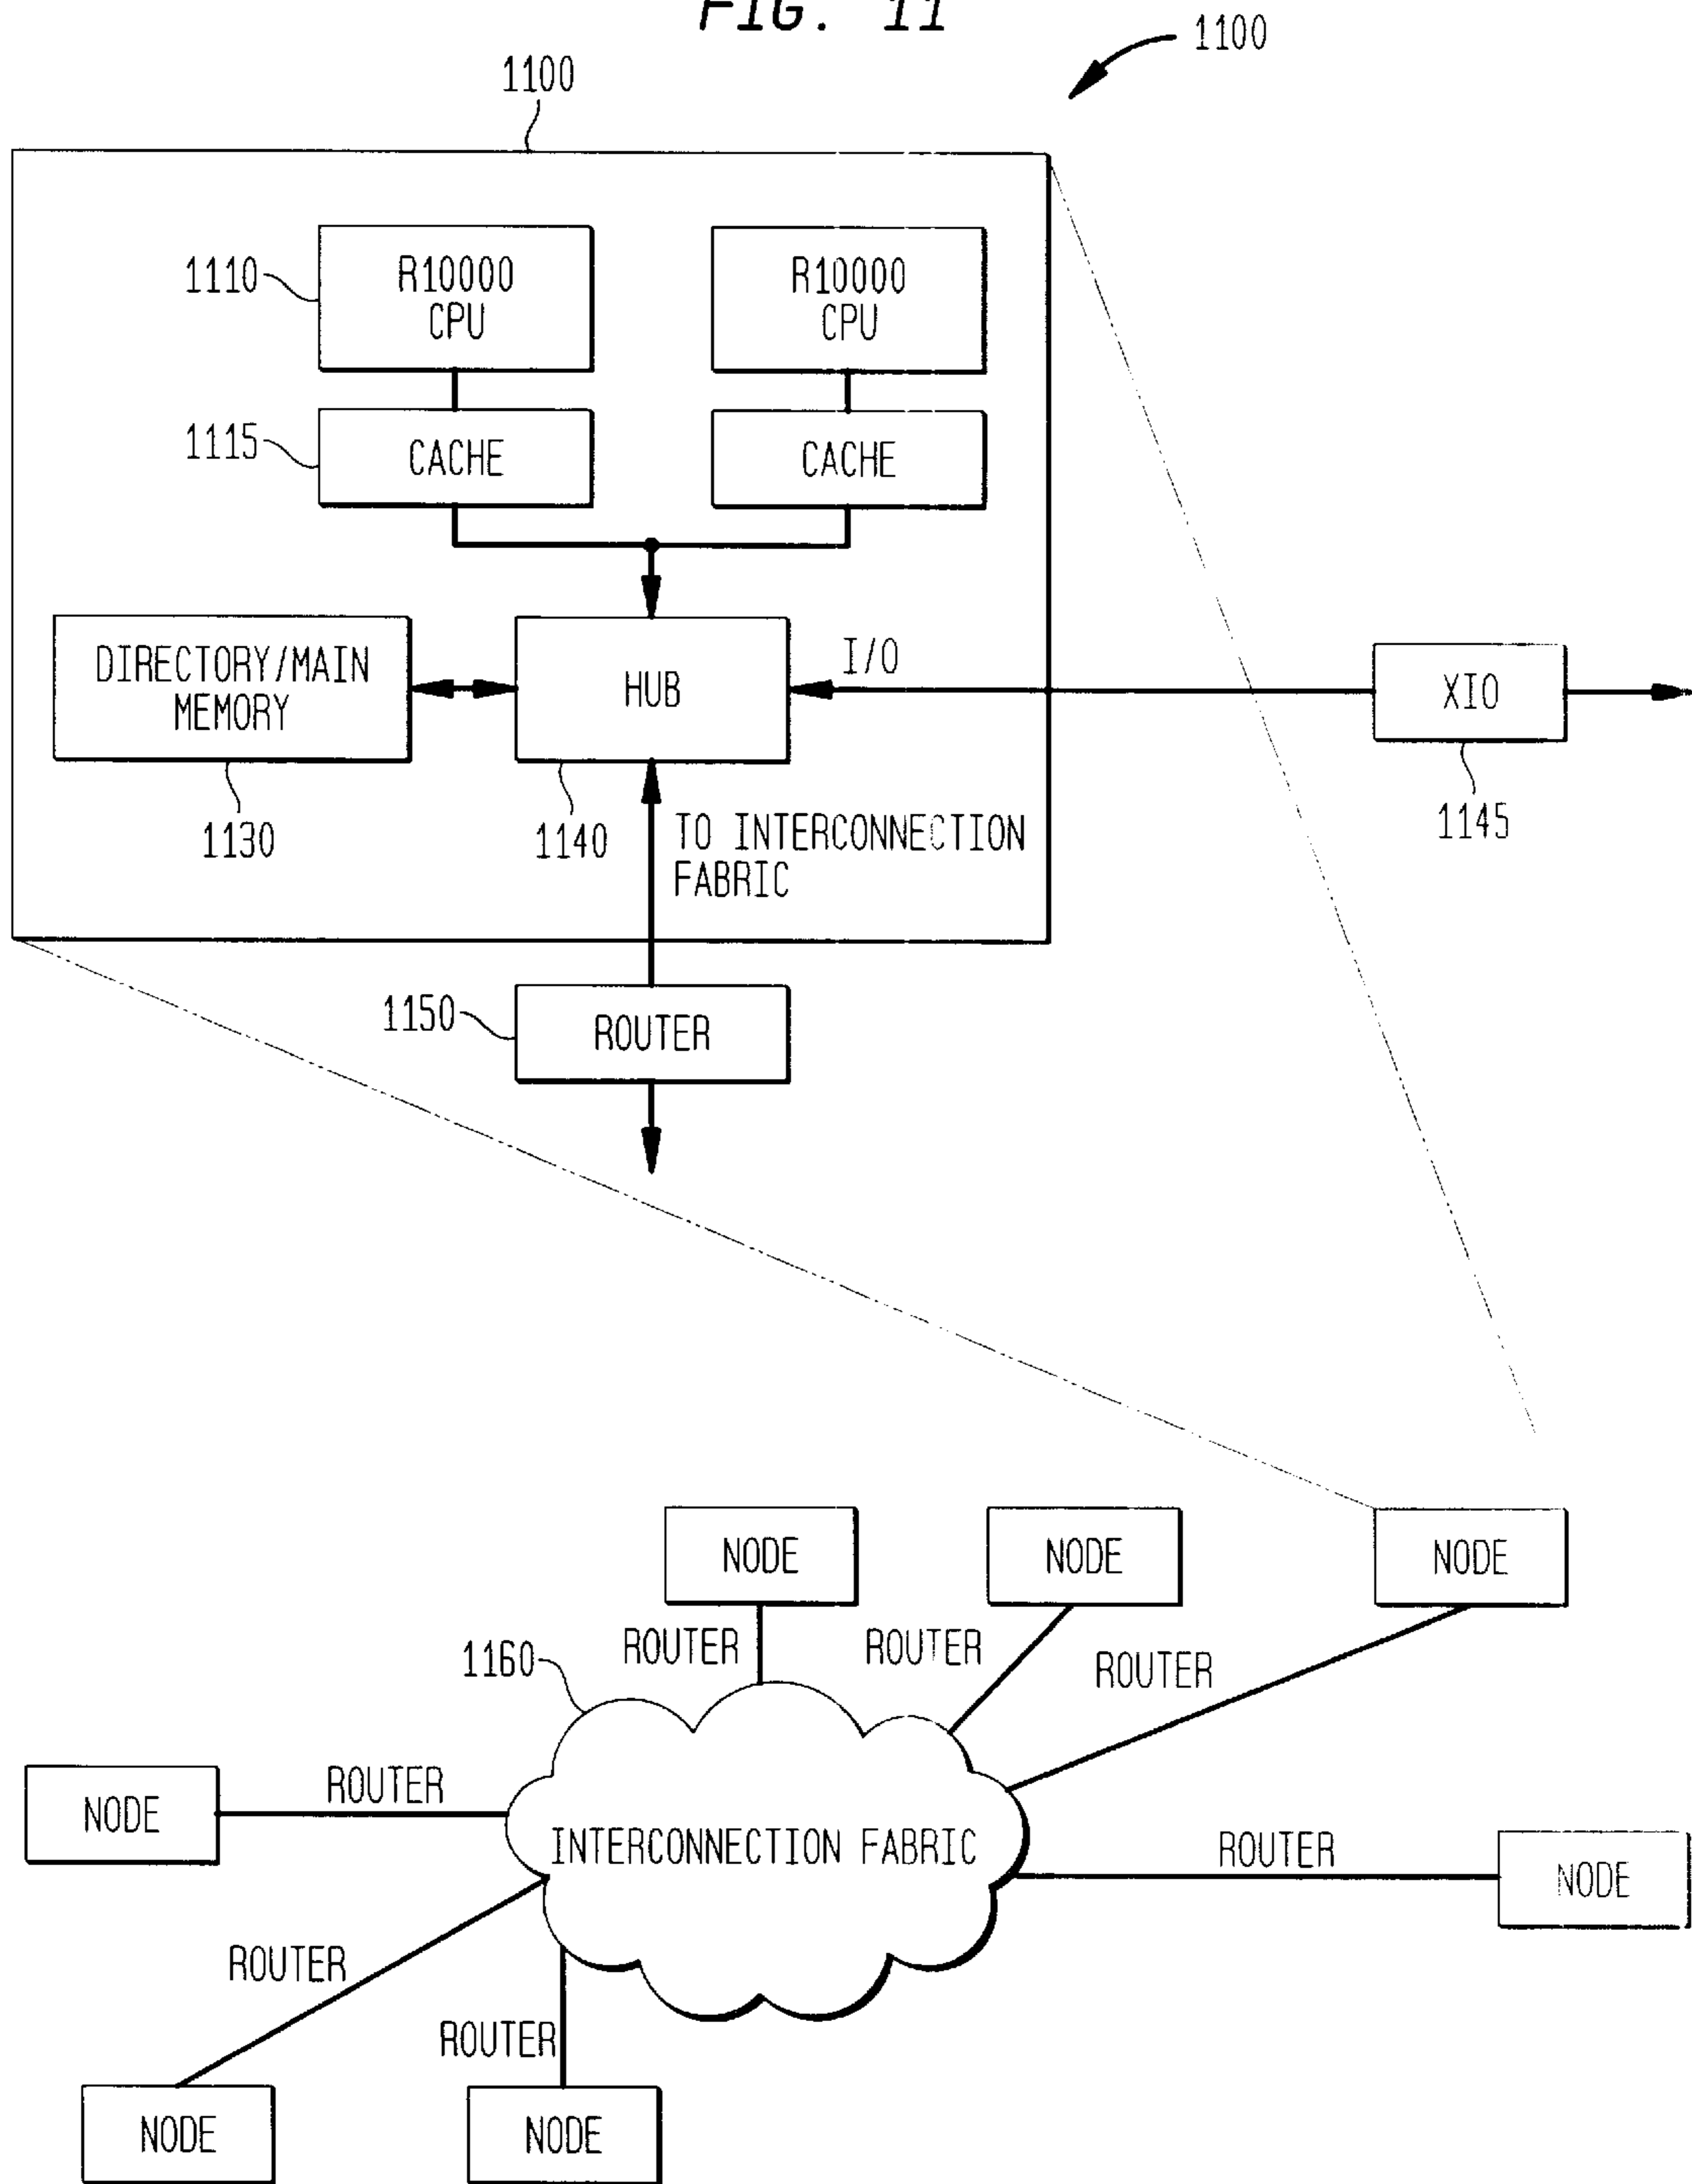 FIG. 11
1100
1100
1110
R10000
CPU
R10000
CPU
1115
CACHE
CACHE
DIRECTORY/MAIN
MEMORY
HUB
I/O
XIO
1130
1140
TO INTERCONNECTION
FABRIC
1145
1150
ROUTER
NODE
NODE
NODE
1160
ROUTER
ROUTER
ROUTER
NODE
ROUTER
INTERCONNECTION FABRIC
ROUTER
NODE
ROUTER
ROUTER
NODE
NODE